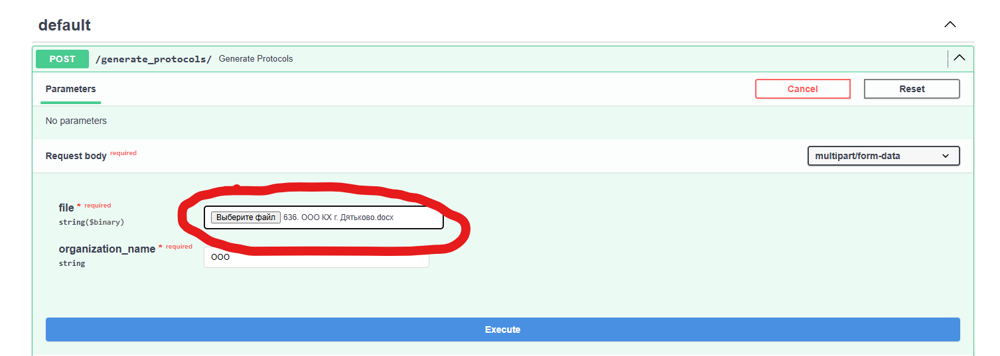 default
POST /generate_protocols/ Generate Protocols
Parameters Cancel Reset
No parameters
Request body required multipart/form-data
file * required
string($binary)
Выберите файл 636. ООО КХ г. Дятьково.docx
organization_name * required
string
ООО
Execute